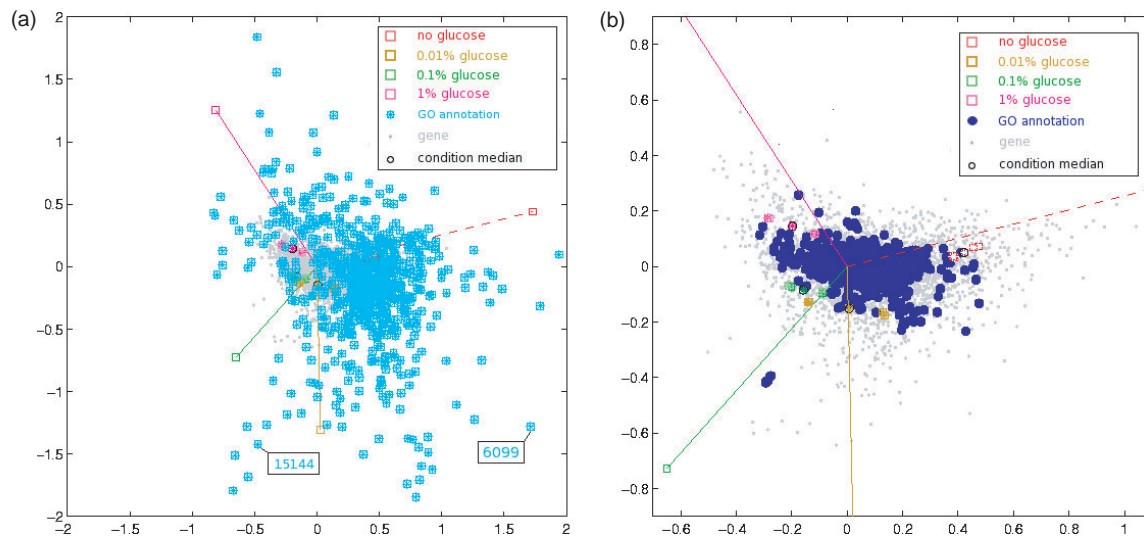 (a)
2
1.5
1
0.5
0
−0.5
−1
−1.5
−2
−2
−1.5
−1
−0.5
0
0.5
1
1.5
2
no glucose
0.01% glucose
0.1% glucose
1% glucose
GO annotation
gene
condition median
15144
6099
(b)
0.8
0.6
0.4
0.2
0
−0.2
−0.4
−0.6
−0.8
−0.6
−0.4
−0.2
0
0.2
0.4
0.6
0.8
1
no glucose
0.01% glucose
0.1% glucose
1% glucose
GO annotation
gene
condition median